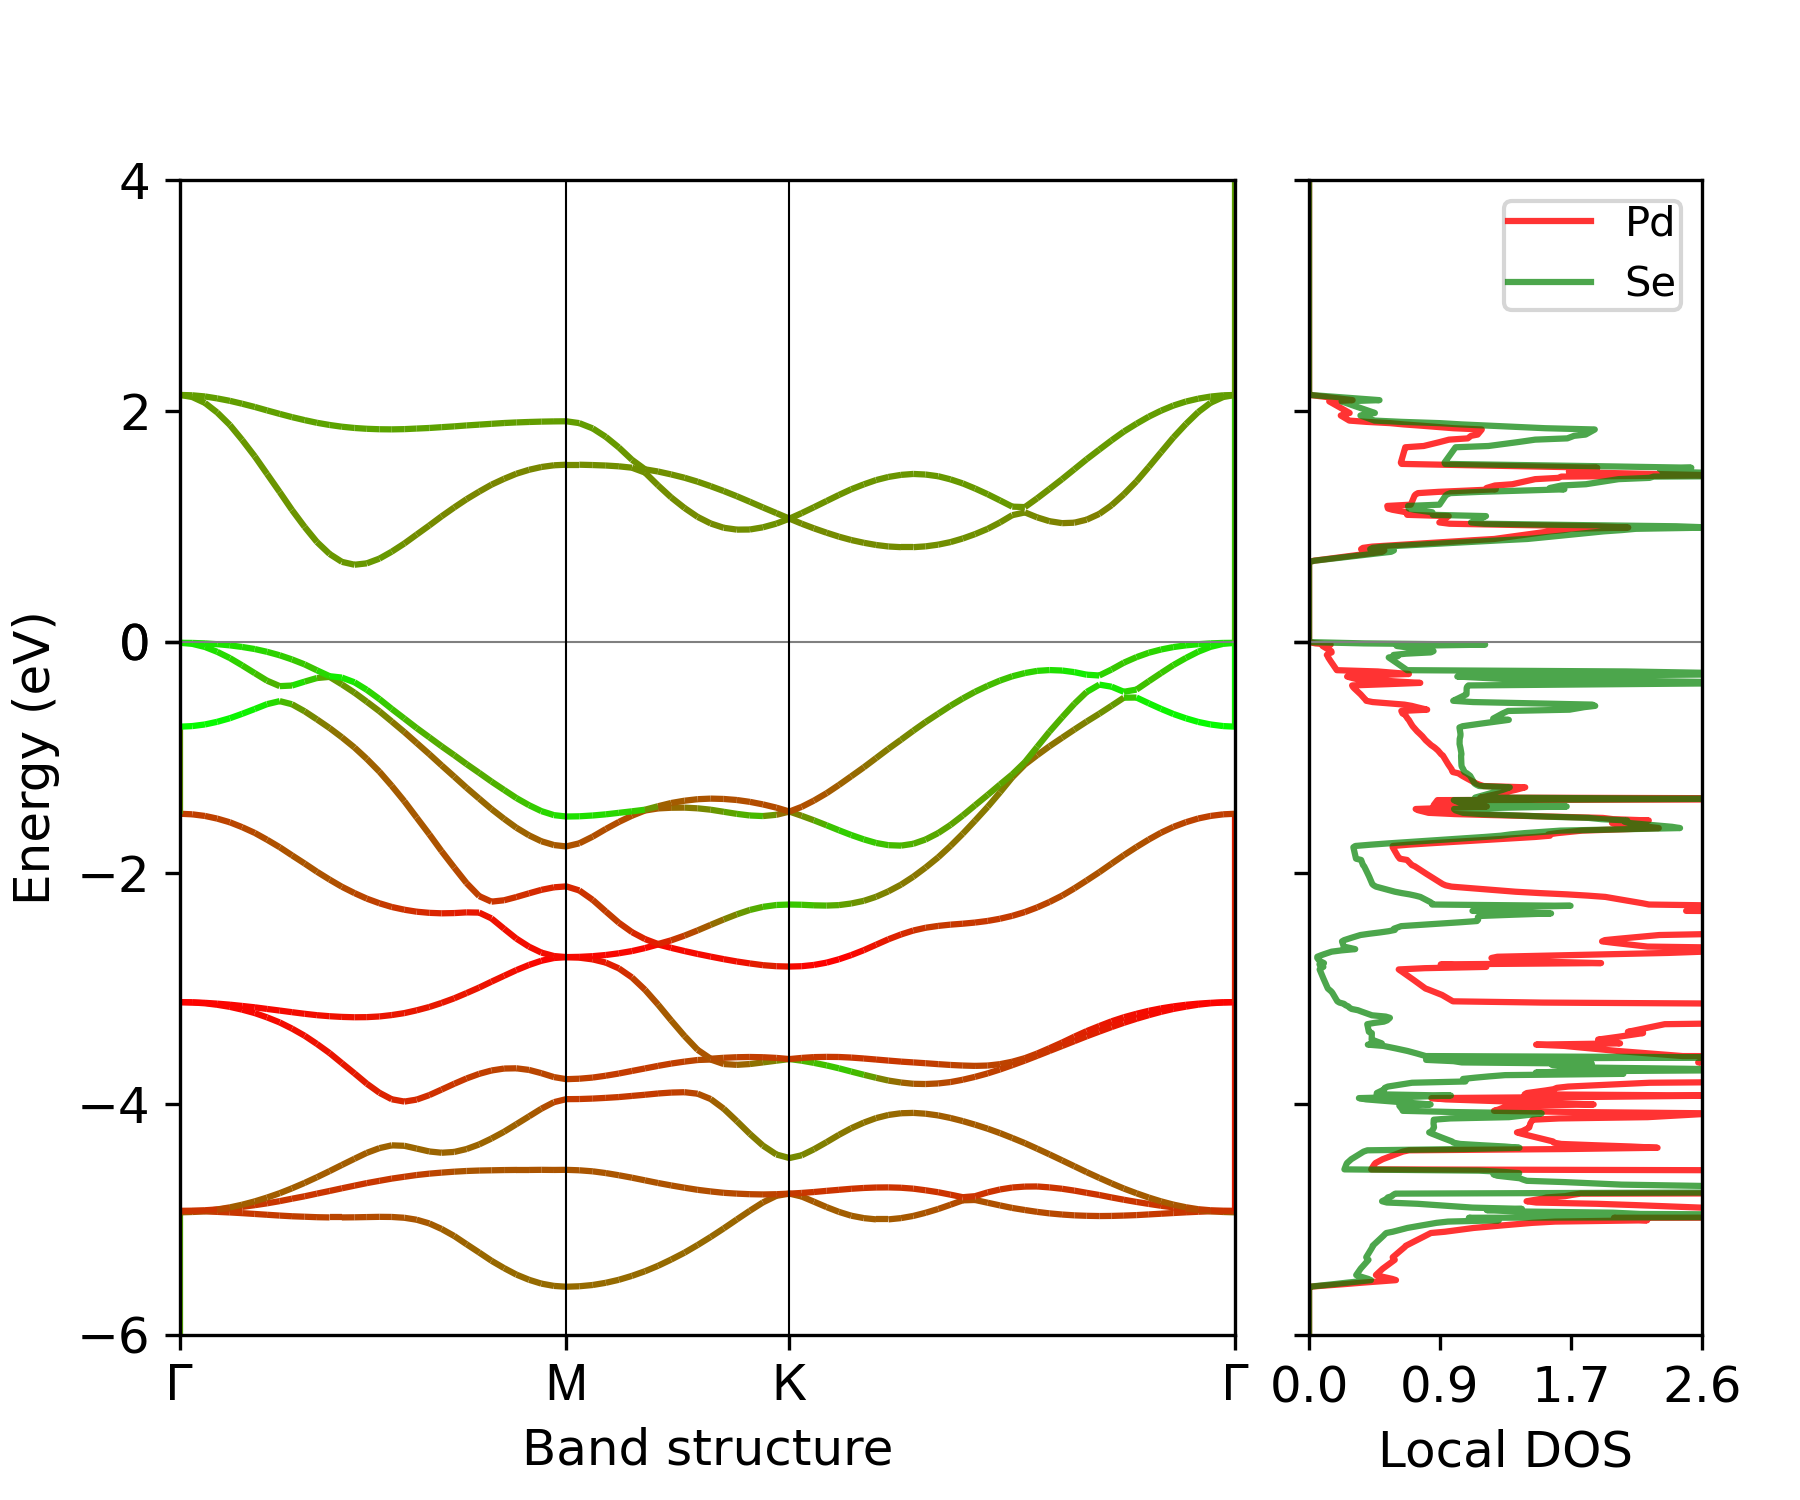 Energy (eV)
4
2
0
−2
−4
−6
Γ
M
K
Γ
Band structure
Pd
Se
0.0
0.9
1.7
2.6
Local DOS